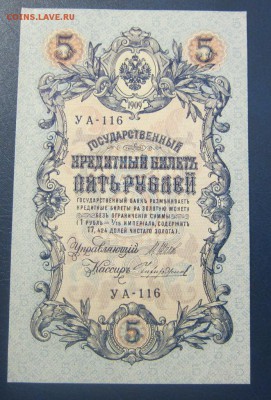 COINS.LAVE.RU
5 5
1909
УА-116
ГОСУДАРСТВЕННЫЙ
КРЕДИТНЫЙ БИЛЕТЪ
ПЯТЬ РУБЛЕЙ
ГОСУДАРСТВЕННЫЙ БАНКЪ РАЗМѢНИВАЕТЪ
КРЕДИТНЫЕ БИЛЕТЫ НА ЗОЛОТУЮ МОНЕТУ
БЕЗЪ ОГРАНИЧЕНІЯ СУММЫ
(1 РУБЛЬ = 1/15 ИМПЕРІАЛА, СОДЕРЖИТЪ
17,424 ДОЛЕЙ ЧИСТАГО ЗОЛОТА).
Управляющій
Кассиръ
УА-116
5